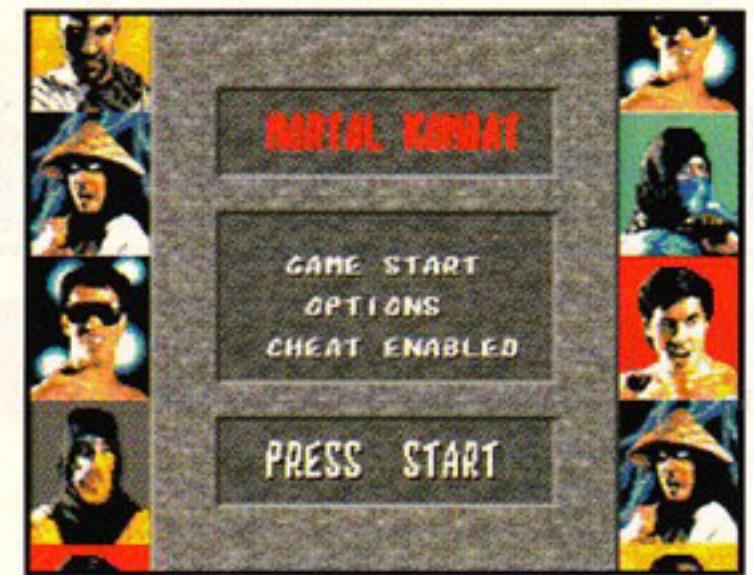 MORTAL KOMBAT
GAME START
OPTIONS
CHEAT ENABLED
PRESS START